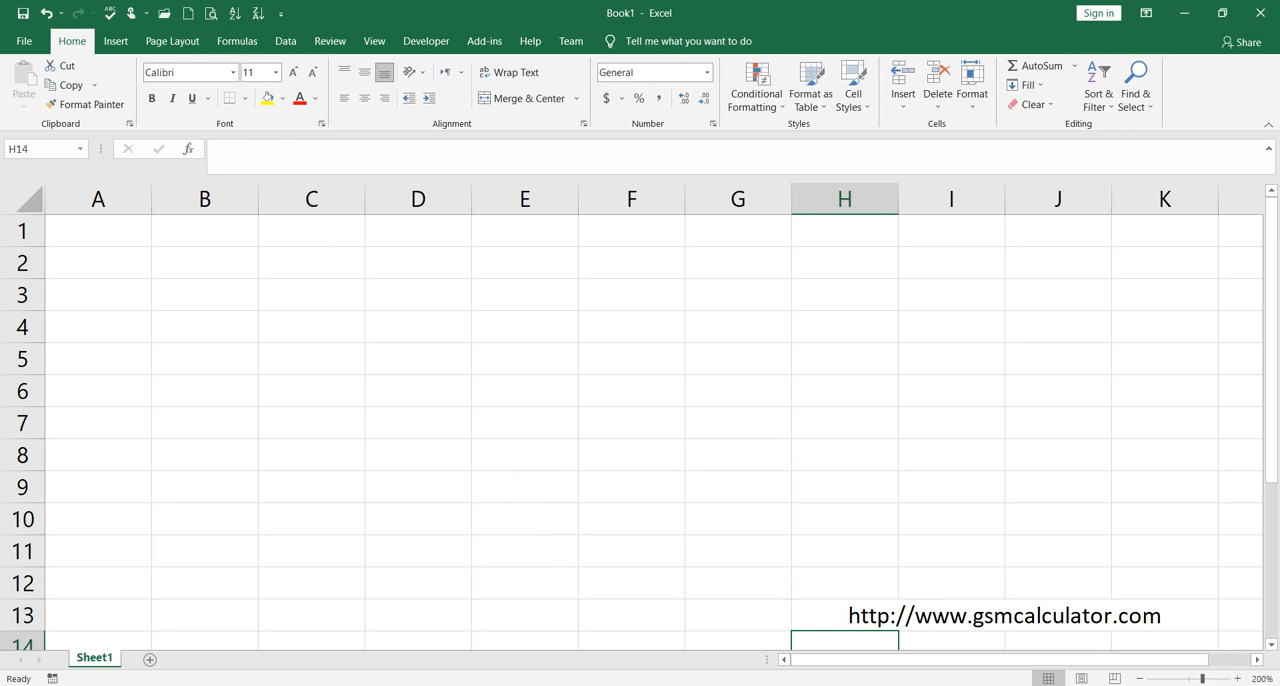 Book1 - Excel
Sign in
File Home Insert Page Layout Formulas Data Review View Developer Add-ins Help Team Tell me what you want to do
Share
Paste
Cut
Copy
Format Painter
Clipboard
Calibri 11
B I U
Font
Wrap Text
Merge & Center
Alignment
General
$ % ,
Number
Conditional
Formatting
Format as
Table
Cell
Styles
Styles
Insert
Delete
Format
Cells
AutoSum
Fill
Clear
Sort &
Filter
Find &
Select
Editing
H14
fx
A B C D E F G H I J K
1
2
3
4
5
6
7
8
9
10
11
12
13 http://www.gsmcalculator.com
14
Sheet1
Ready
200%